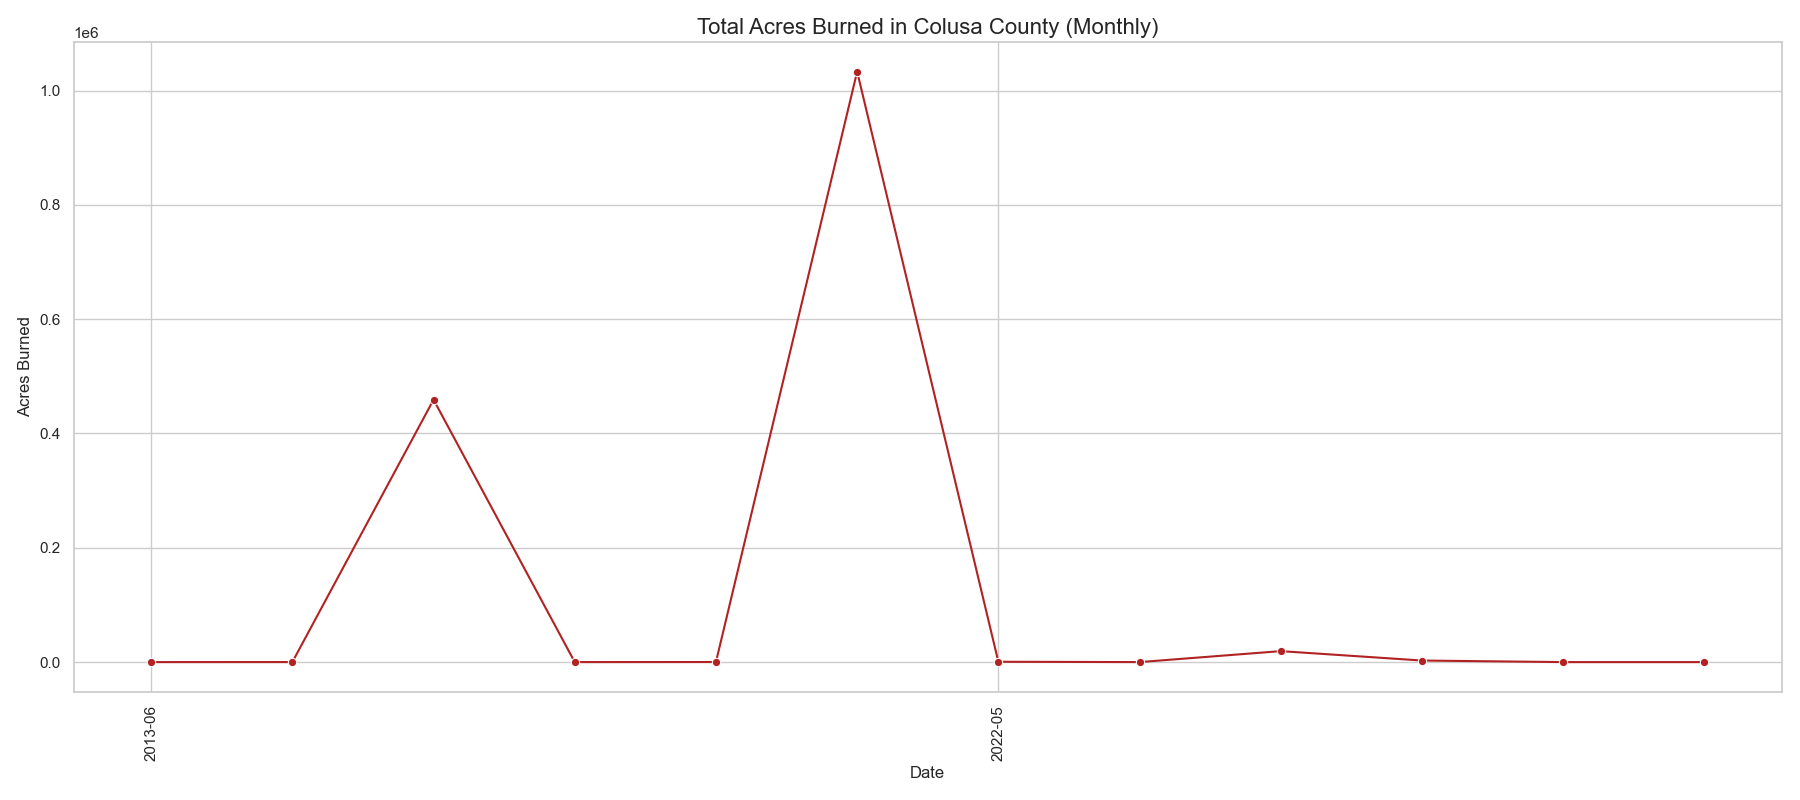 Total Acres Burned in Colusa County (Monthly)
1e6
1.0
0.8
0.6
0.4
0.2
0.0
Acres Burned
2013-06
2022-05
Date